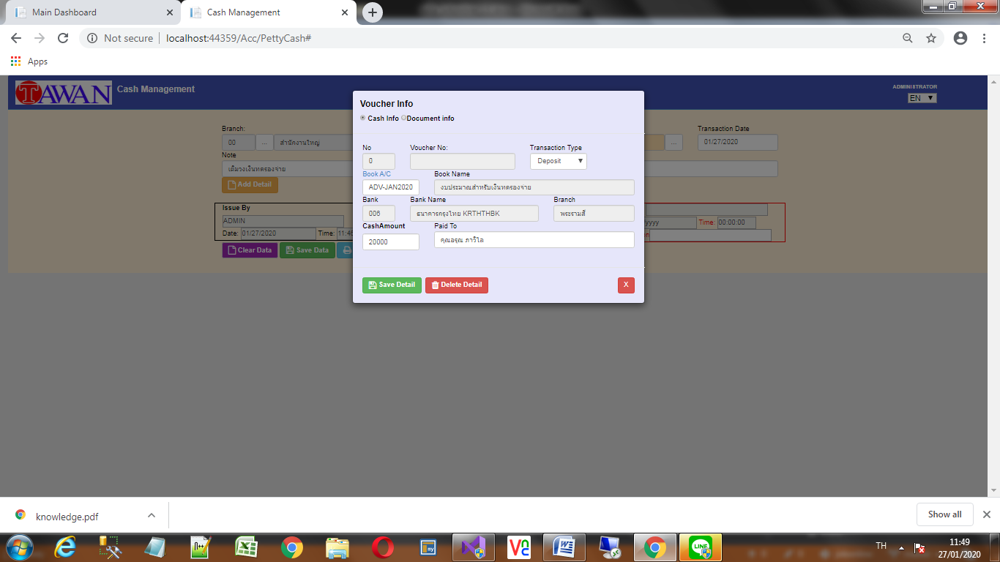 Main Dashboard
Cash Management
Not secure
localhost:44359/Acc/PettyCash#
Apps
TAWAN
Cash Management
ADMINISTRATOR
EN
Voucher Info
Cash Info Document info
Branch:
Transaction Date
00 ... สำนักงานใหญ่
...
01/27/2020
Note
เติมวงเงินทดรองจ่าย
Add Detail
No Voucher No: Transaction Type
0 Deposit
Book A/C Book Name
ADV-JAN2020 งบประมาณสำหรับเงินทดรองจ่าย
Bank Bank Name Branch
006 ธนาคารกรุงไทย KRTHTHBK พระรามสี่
CashAmount Paid To
20000 คุณอรุณ ภาวิไล
Save Detail Delete Detail X
Issue By
ADMIN
Date: 01/27/2020 Time: 11:46
yyyy Time: 00:00:00
Clear Data Save Data
knowledge.pdf
Show all
TH
11:49
27/01/2020